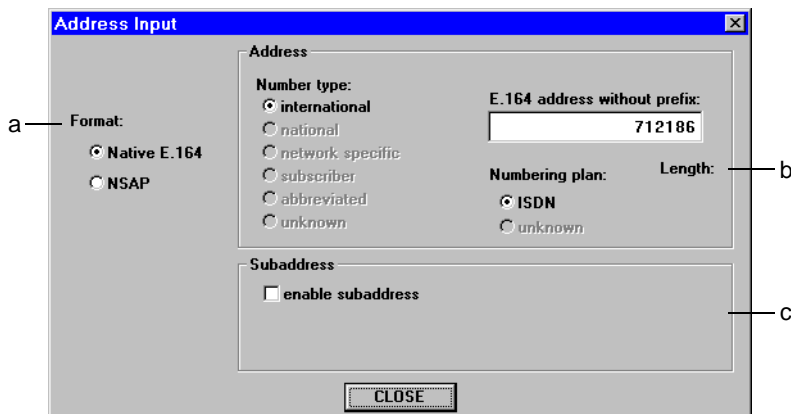 Address Input
Address
Number type:
international
national
network specific
subscriber
abbreviated
unknown
E.164 address without prefix:
712186
Length:
Numbering plan:
ISDN
unknown
a
Format:
Native E.164
NSAP
b
Subaddress
enable subaddress
c
CLOSE